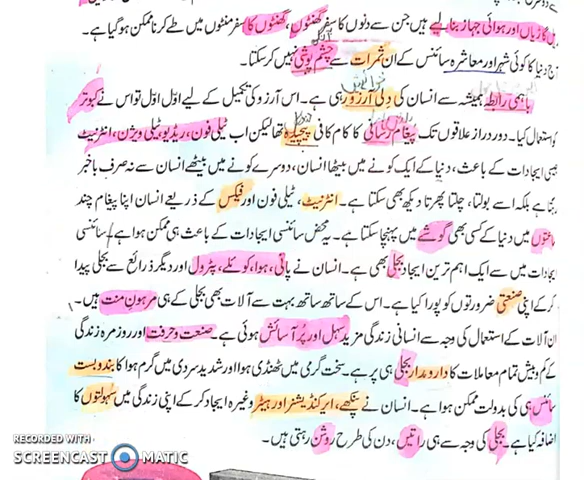 گاڑیاں اور ہوائی جہاز بنا لیے ہیں جن سے دنوں کا سفر گھنٹوں، گھنٹوں کا سفر منٹوں میں طے کرنا ممکن ہو گیا ہے۔
دنیا کا کوئی شہر اور معاشرہ سائنس کے ان ثمرات سے چشم پوشی نہیں کر سکتا۔
باہمی رابطہ ہمیشہ سے انسان کی دلی آرزو رہی ہے۔ اس آرزو کی تکمیل کے لیے اوّل اوّل تو اس نے کبوتر
استعمال کیا۔ دور دراز علاقوں تک پیغام رسانی کا کام کافی پیچیدہ تھا لیکن اب ٹیلی فون، ریڈیو، ٹیلی ویژن، انٹرنیٹ
جیسی ایجادات کے باعث، دنیا کے ایک کونے میں بیٹھا انسان، دوسرے کونے میں بیٹھے انسان سے نہ صرف باخبر
ہے بلکہ اسے بولتا، چلتا پھرتا دیکھ بھی سکتا ہے۔ انٹرنیٹ، ٹیلی فون اور فیکس کے ذریعے انسان اپنا پیغام چند
میں دنیا کے کسی بھی گوشے میں پہنچا سکتا ہے۔ یہ محض سائنسی ایجادات کے باعث ہی ممکن ہوا ہے۔ سائنسی
ایجادات میں سے ایک اہم ترین ایجاد بجلی بھی ہے۔ انسان نے پانی، ہوا، کوئلے، پٹرول اور دیگر ذرائع سے بجلی پیدا
کر کے اپنی صنعتی ضرورتوں کو پورا کیا ہے۔ اس کے ساتھ ساتھ بہت سے آلات بھی بجلی کے ہی مرہونِ منت ہیں۔
ان آلات کے استعمال کی وجہ سے انسانی زندگی مزید سہل اور پُر آسائش ہوئی ہے۔ صنعت و حرفت اور روزمرہ زندگی
کے کم و بیش تمام معاملات کا دارومدار بجلی ہی پر ہے۔ سخت گرمی میں ٹھنڈی ہوا اور شدید سردی میں گرم ہوا کا بندوبست
سائنس ہی کی بدولت ممکن ہوا ہے۔ انسان نے پنکھے، ایرکنڈیشنر اور ہیٹر وغیرہ ایجاد کر کے اپنی زندگی میں سہولتوں کا
اضافہ کیا ہے۔ بجلی کی وجہ سے ہی راتیں، دن کی طرح روشن رہتی ہیں۔
RECORDED WITH
SCREENCAST MATIC